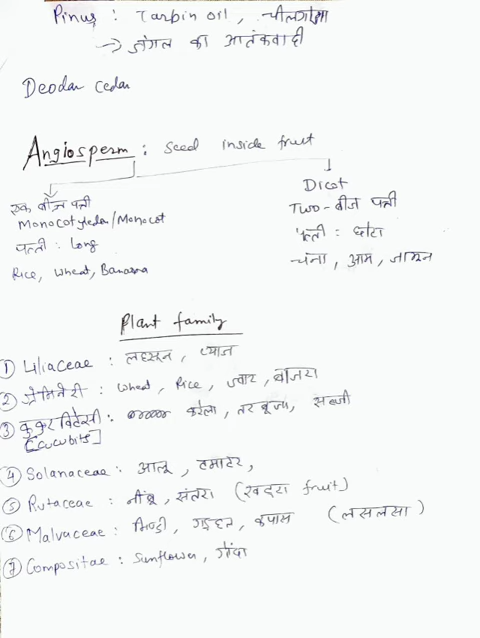 Pinus : Tarpin oil, चीलगोजा
→ जंगल का आतंकवादी
Deodar Cedar
Angiosperm : seed inside fruit
एक बीज पत्री
Monocotyledon/Monocot
पत्ती : Long
Rice, Wheat, Banana
Dicot
Two-बीज पत्री
पत्ती : छोटा
चना, आम, जामुन
Plant family
① Liliaceae : लहसून, प्याज
② ग्रेमिनेरी : Wheat, Rice, ज्वार, बाजरा
③ कुकुरविटेसी : करेला, तरबूजा, सब्जी
[Cucubits]
④ Solanaceae : आलू, टमाटर,
⑤ Rutaceae : नींबू, संतरा (खट्टा fruit)
⑥ Malvaceae : भिण्डी, गुड़हल, कपास (लसलसा)
⑦ Compositae : Sunflower, गेंदा